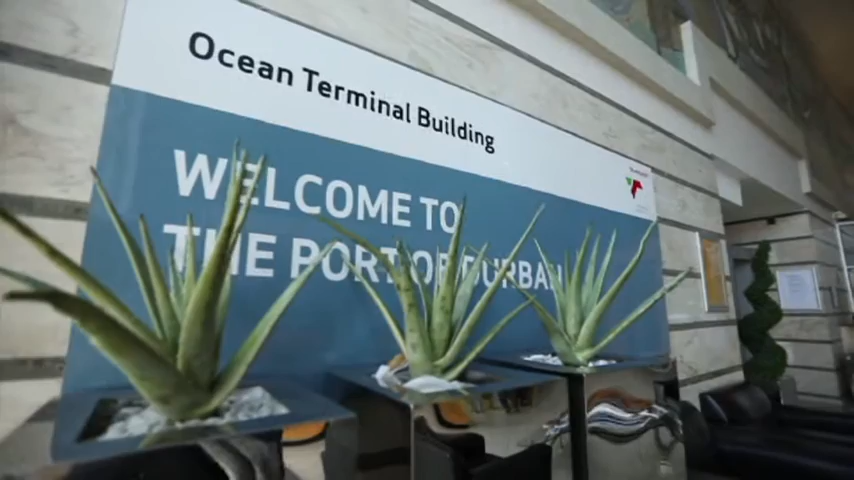 Ocean Terminal Building
WELCOME TO
THE PORT OF DURBAN